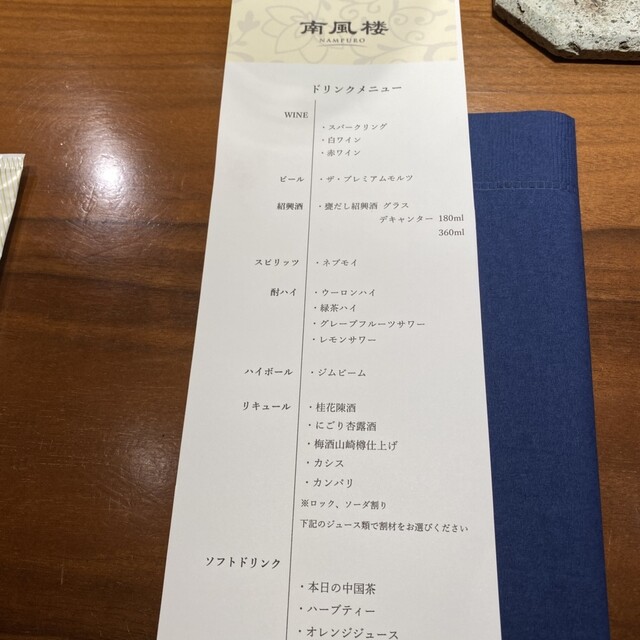 南風楼
NAMPURO
ドリンクメニュー
WINE
・スパークリング
・白ワイン
・赤ワイン
ビール ・ザ・プレミアムモルツ
紹興酒 ・甕だし紹興酒 グラス
デキャンター 180ml
360ml
スピリッツ ・ネプモイ
酎ハイ ・ウーロンハイ
・緑茶ハイ
・グレープフルーツサワー
・レモンサワー
ハイボール ・ジムビーム
リキュール ・桂花陳酒
・にごり杏露酒
・梅酒山崎樽仕上げ
・カシス
・カンパリ
※ロック、ソーダ割り
下記のジュース類で割材をお選びください
ソフトドリンク
・本日の中国茶
・ハーブティー
・オレンジジュース